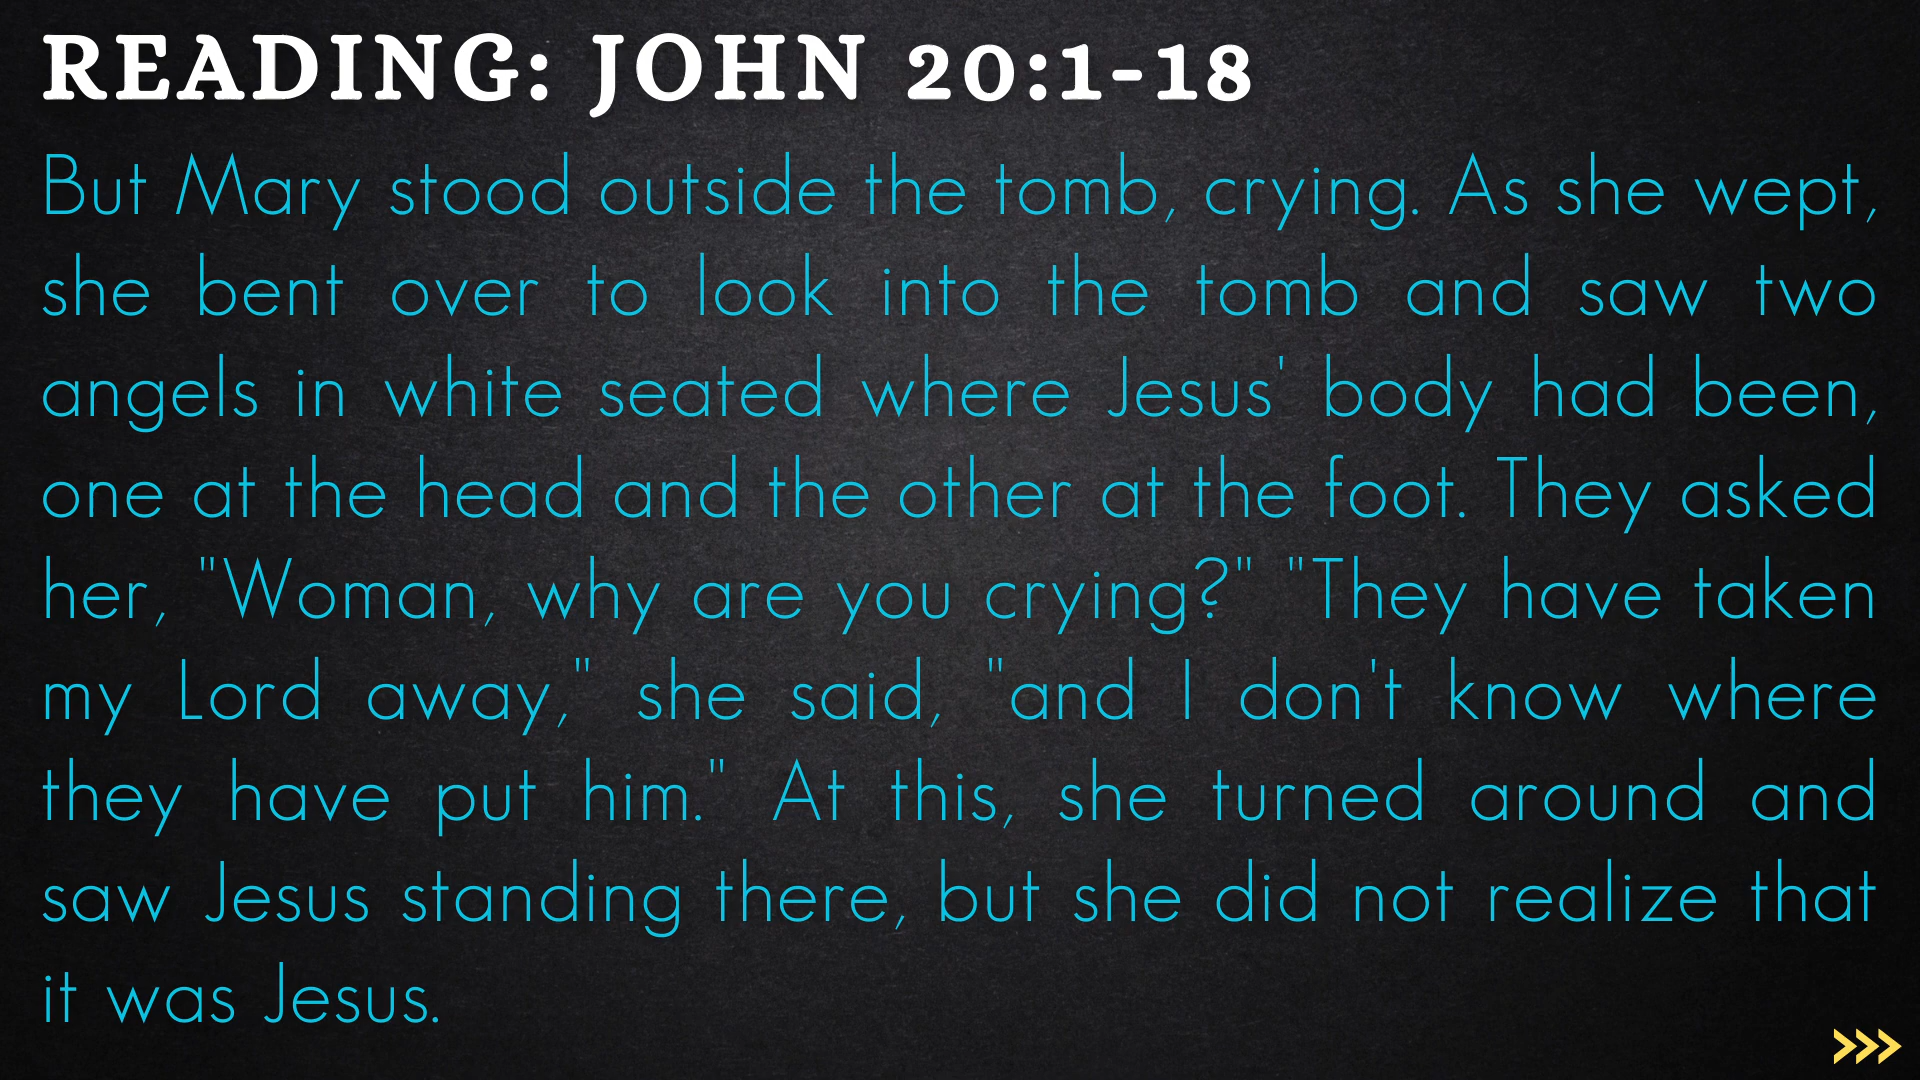 READING: JOHN 20:1-18
But Mary stood outside the tomb, crying. As she wept,
she bent over to look into the tomb and saw two
angels in white seated where Jesus' body had been,
one at the head and the other at the foot. They asked
her, "Woman, why are you crying?" "They have taken
my Lord away," she said, "and I don't know where
they have put him." At this, she turned around and
saw Jesus standing there, but she did not realize that
it was Jesus.